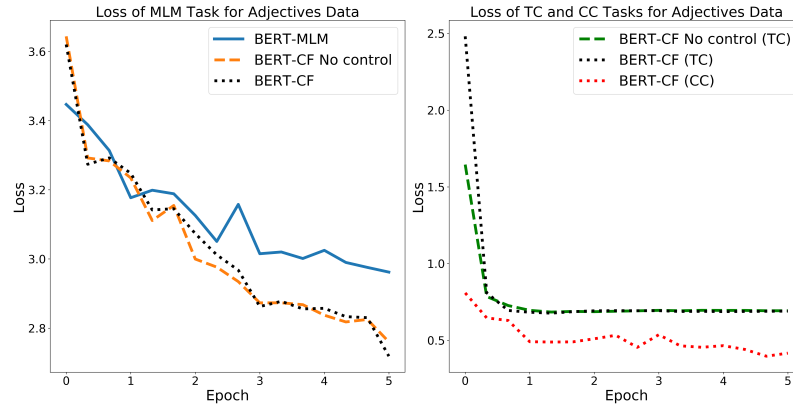 Loss of MLM Task for Adjectives Data
BERT-MLM
BERT-CF No control
BERT-CF
3.6
3.4
3.2
3.0
2.8
Loss
0 1 2 3 4 5
Epoch
Loss of TC and CC Tasks for Adjectives Data
BERT-CF No control (TC)
BERT-CF (TC)
BERT-CF (CC)
2.5
2.0
1.5
1.0
0.5
Loss
0 1 2 3 4 5
Epoch